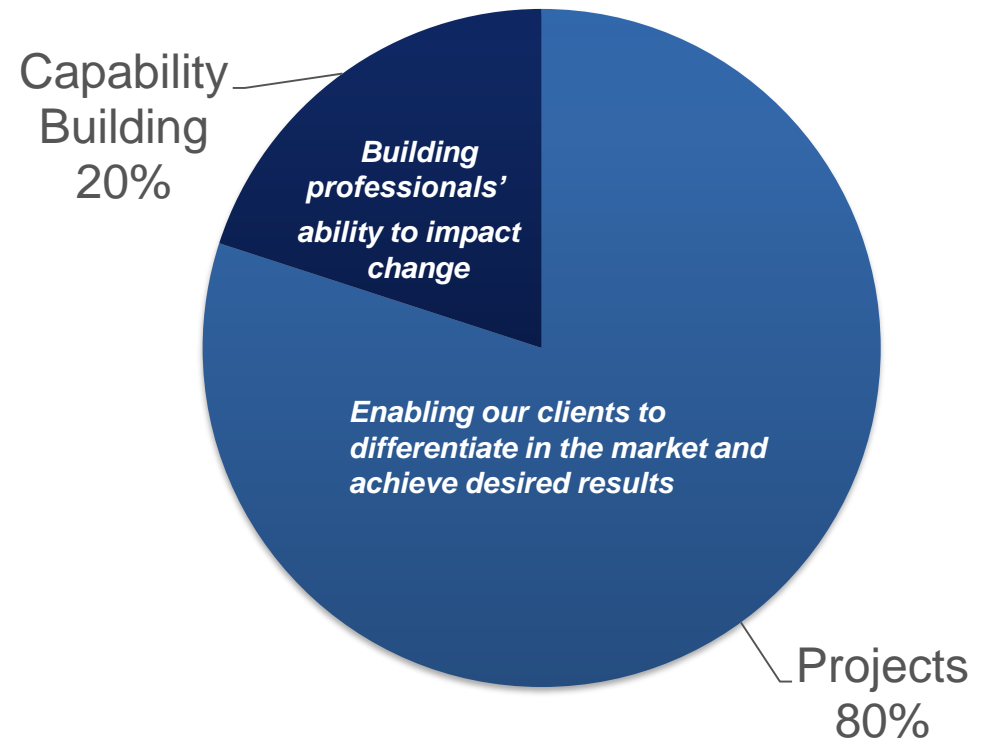 Capability
Building
20%
Building
professionals’
ability to impact
change
Enabling our clients to
differentiate in the market and
achieve desired results
Projects
80%